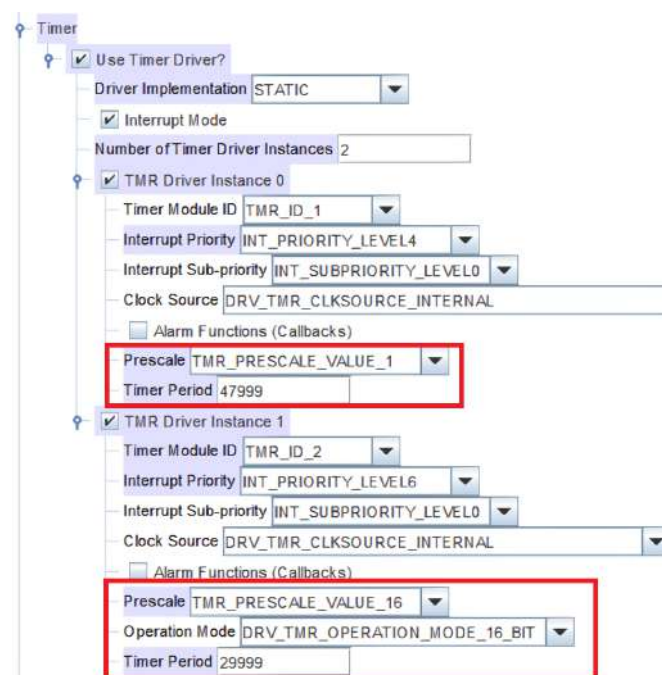 Timer
Use Timer Driver?
Driver Implementation STATIC
Interrupt Mode
Number of Timer Driver Instances 2
TMR Driver Instance 0
Timer Module ID TMR_ID_1
Interrupt Priority INT_PRIORITY_LEVEL4
Interrupt Sub-priority INT_SUBPRIORITY_LEVEL0
Clock Source DRV_TMR_CLKSOURCE_INTERNAL
Alarm Functions (Callbacks)
Prescale TMR_PRESCALE_VALUE_1
Timer Period 47999
TMR Driver Instance 1
Timer Module ID TMR_ID_2
Interrupt Priority INT_PRIORITY_LEVEL6
Interrupt Sub-priority INT_SUBPRIORITY_LEVEL0
Clock Source DRV_TMR_CLKSOURCE_INTERNAL
Alarm Functions (Callbacks)
Prescale TMR_PRESCALE_VALUE_16
Operation Mode DRV_TMR_OPERATION_MODE_16_BIT
Timer Period 29999